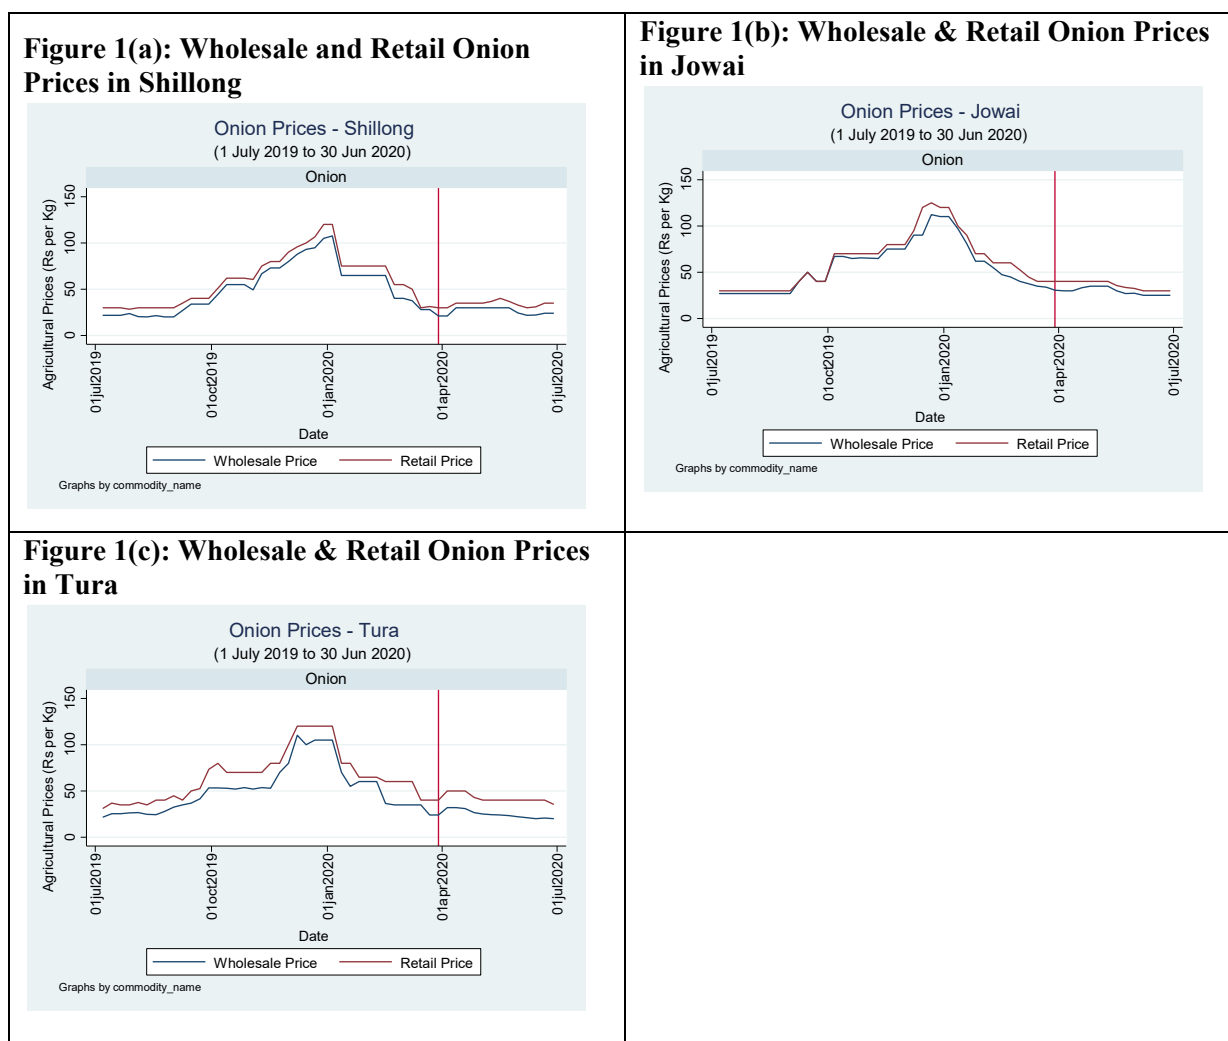 Figure 1(a): Wholesale and Retail Onion
Prices in Shillong
Onion Prices - Shillong
(1 July 2019 to 30 Jun 2020)
Onion
Agricultural Prices (Rs per Kg)
150
100
50
0
01jul2019
01oct2019
01jan2020
01apr2020
01jul2020
Date
Wholesale Price
Retail Price
Graphs by commodity_name
Figure 1(b): Wholesale & Retail Onion Prices
in Jowai
Onion Prices - Jowai
(1 July 2019 to 30 Jun 2020)
Onion
Agricultural Prices (Rs per Kg)
150
100
50
0
01jul2019
01oct2019
01jan2020
01apr2020
01jul2020
Date
Wholesale Price
Retail Price
Graphs by commodity_name
Figure 1(c): Wholesale & Retail Onion Prices
in Tura
Onion Prices - Tura
(1 July 2019 to 30 Jun 2020)
Onion
Agricultural Prices (Rs per Kg)
150
100
50
0
01jul2019
01oct2019
01jan2020
01apr2020
01jul2020
Date
Wholesale Price
Retail Price
Graphs by commodity_name